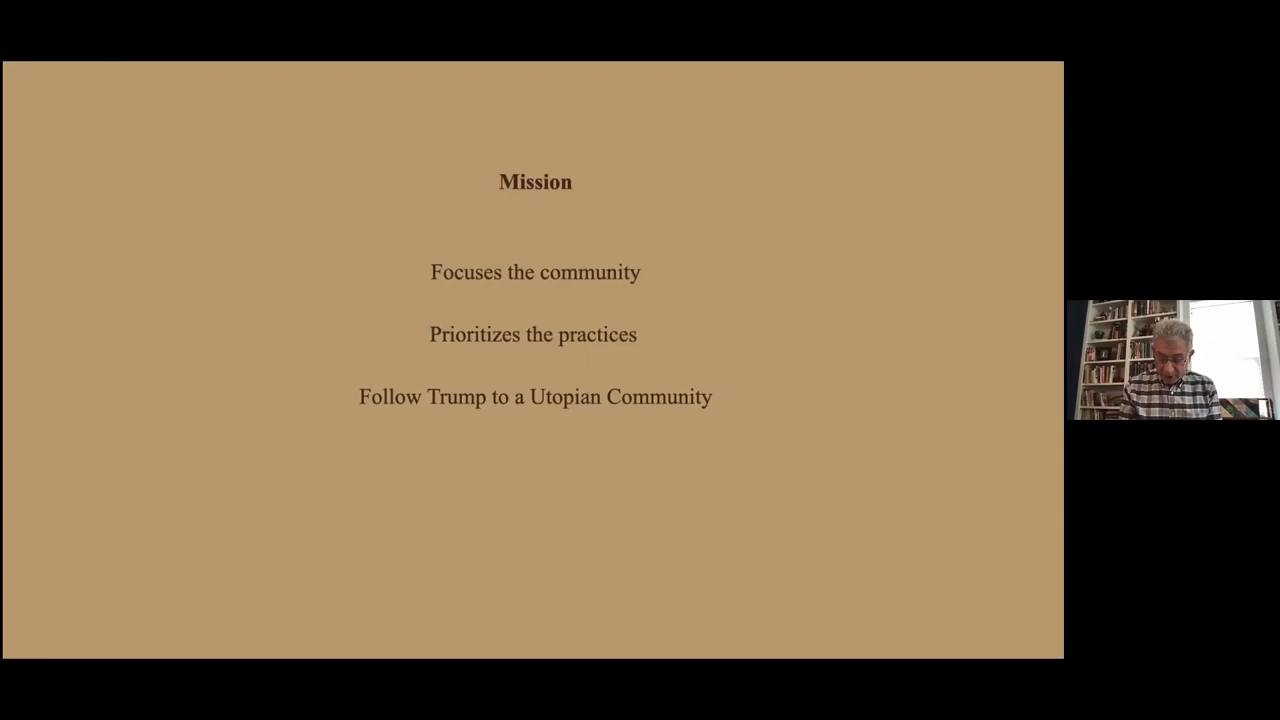 Mission
Focuses the community
Prioritizes the practices
Follow Trump to a Utopian Community